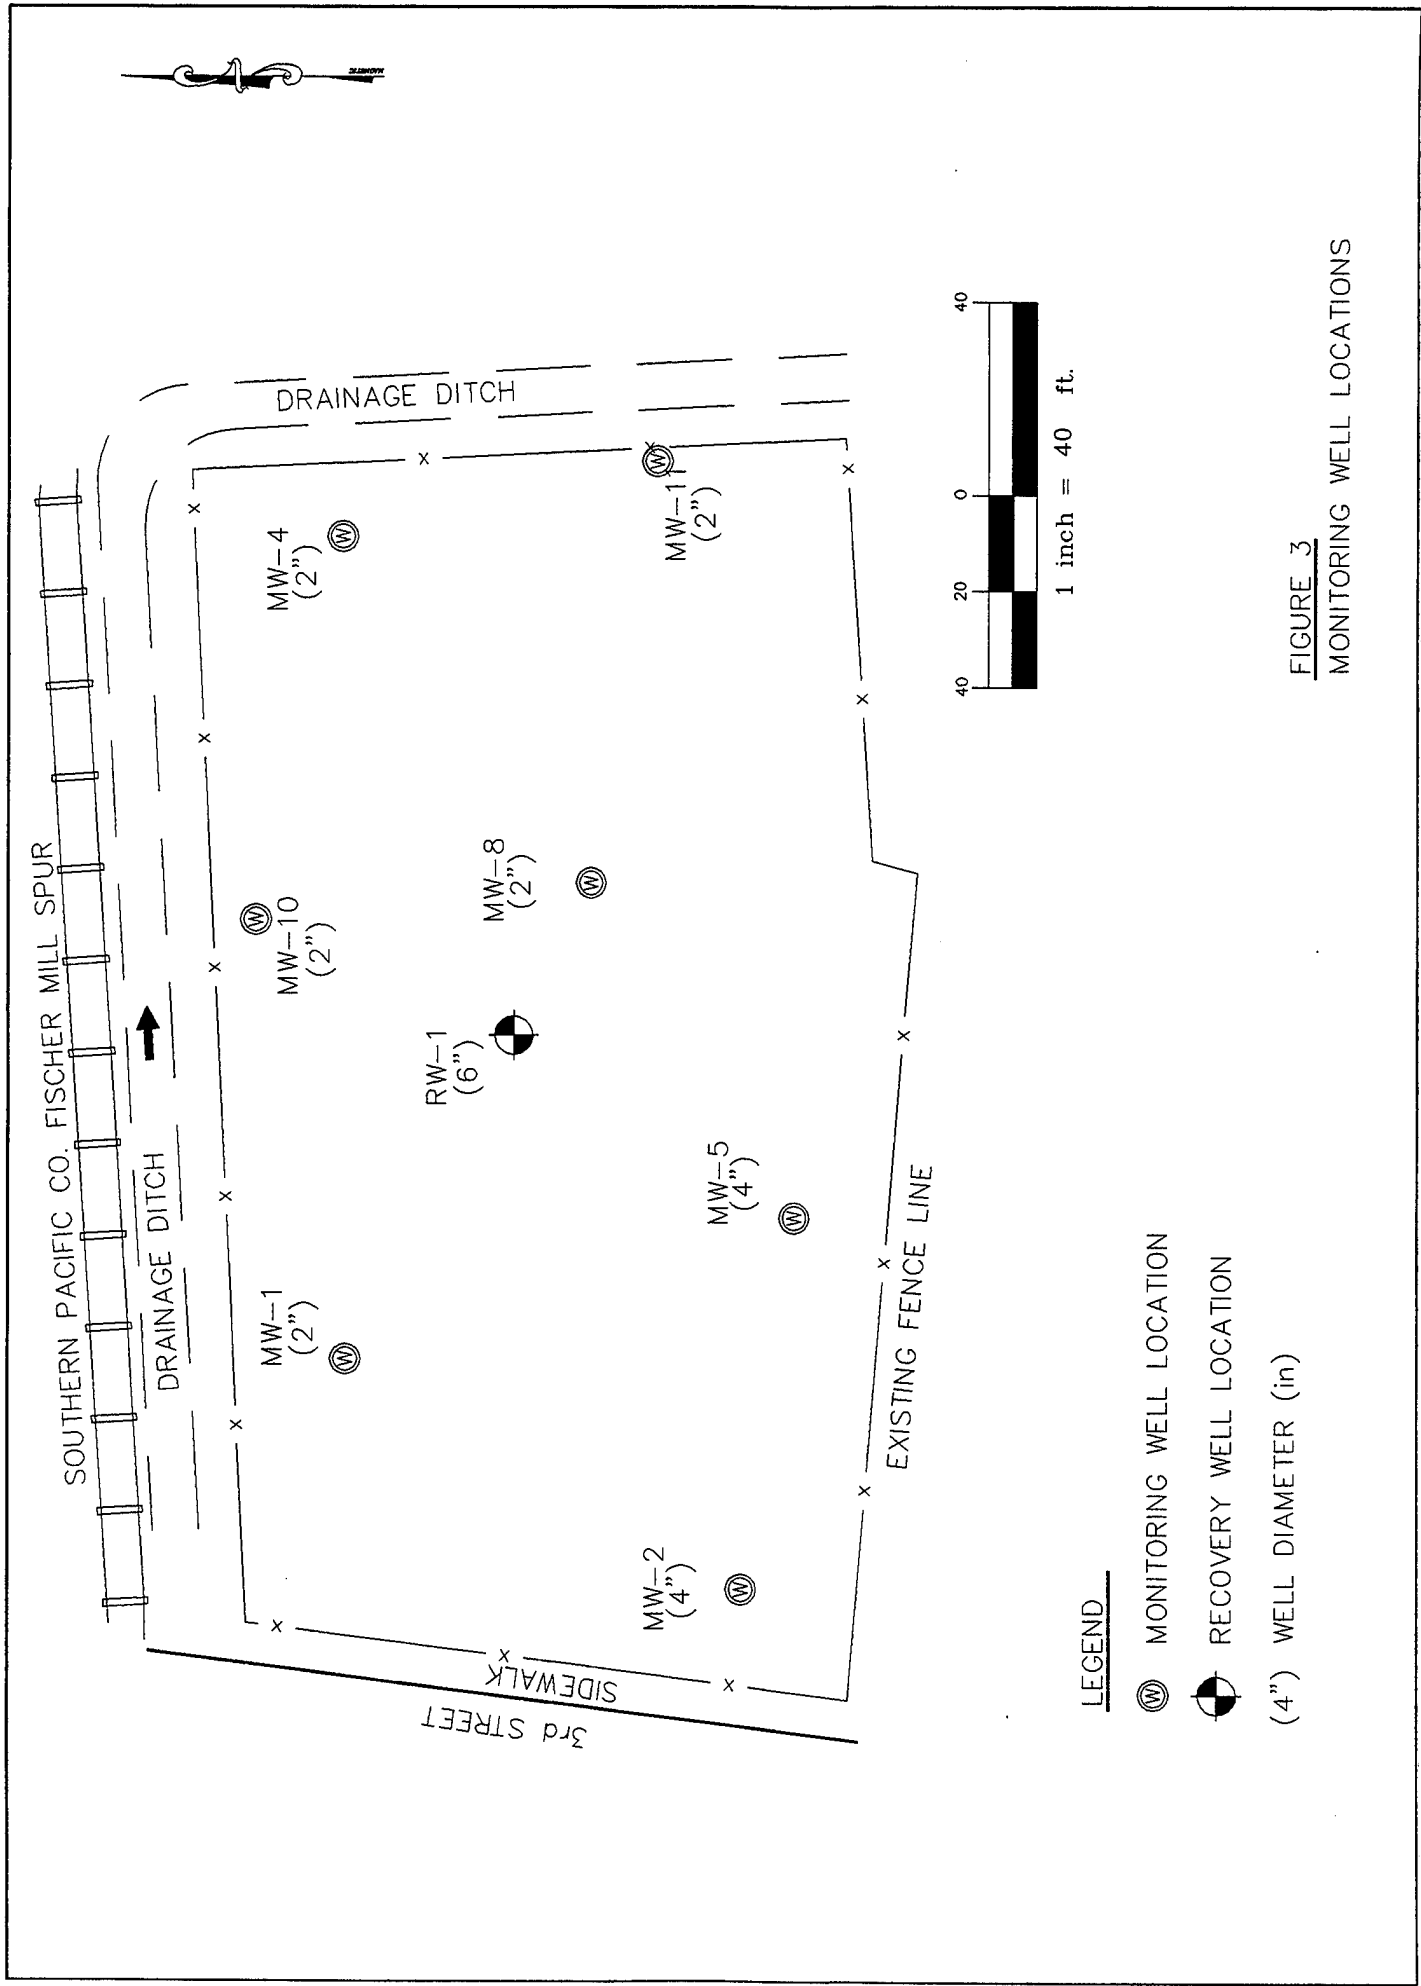 MAGNETIC
SOUTHERN PACIFIC CO. FISCHER MILL SPUR
DRAINAGE DITCH
DRAINAGE DITCH
MW-1
(2")
MW-10
(2")
MW-4
(2")
RW-1
(6")
MW-8
(2")
MW-11
(2")
MW-2
(4")
MW-5
(4")
3rd STREET
SIDEWALK
EXISTING FENCE LINE
40 20 0 40
1 inch = 40 ft.
LEGEND
W MONITORING WELL LOCATION
RECOVERY WELL LOCATION
(4") WELL DIAMETER (in)
FIGURE 3
MONITORING WELL LOCATIONS